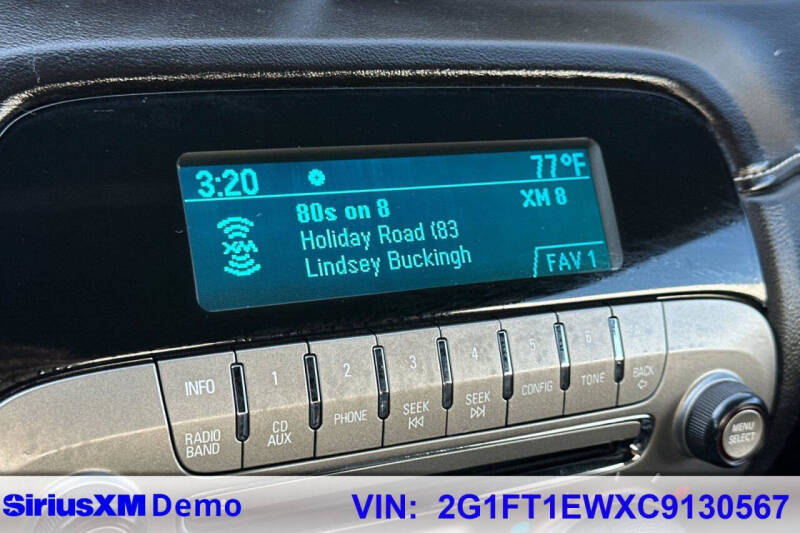 3:20 77°F
80s on 8 XM 8
XM
Holiday Road (83
Lindsey Buckingh
FAV 1
INFO 1 2 3 4 5 6
RADIO BAND
CD AUX
PHONE
SEEK
SEEK
CONFIG
TONE
BACK
MENU
SELECT
SiriusXM Demo VIN: 2G1FT1EWXC9130567